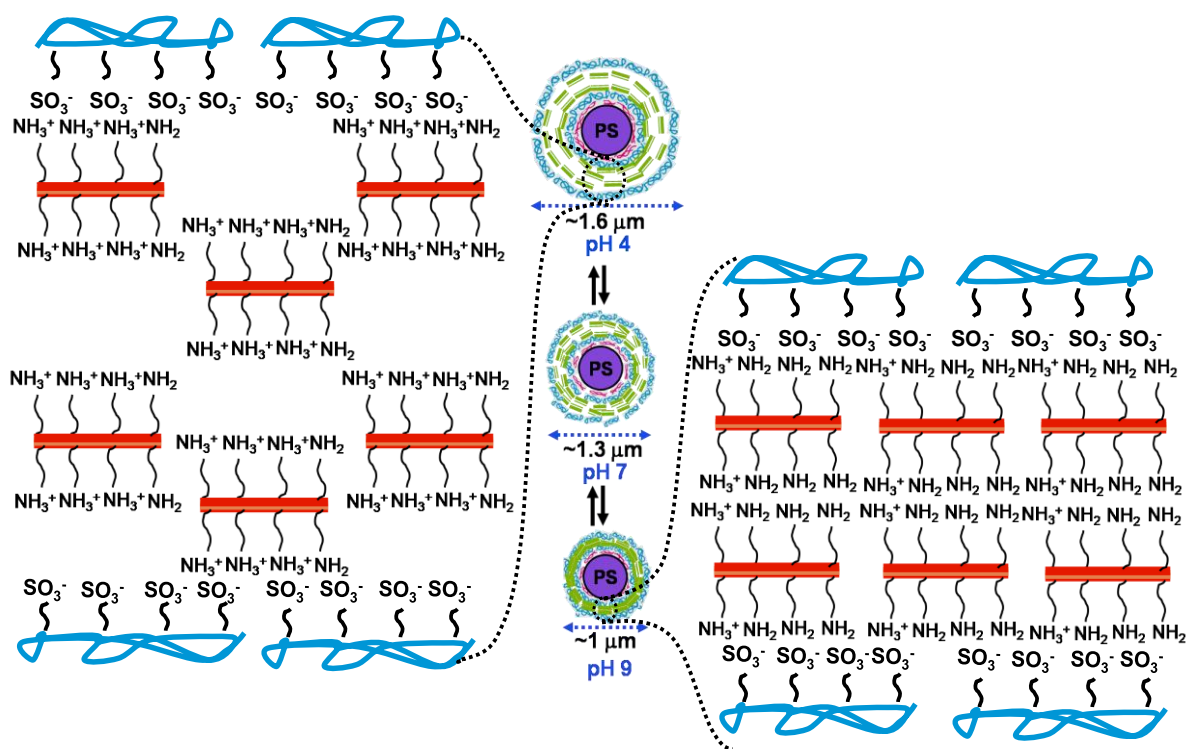 SO₃⁻ SO₃⁻ SO₃⁻ SO₃⁻ SO₃⁻ SO₃⁻ SO₃⁻ SO₃⁻
NH₃⁺ NH₃⁺ NH₃⁺ NH₂ NH₃⁺ NH₃⁺ NH₃⁺ NH₂
NH₃⁺ NH₃⁺ NH₃⁺ NH₂
NH₃⁺ NH₃⁺ NH₃⁺ NH₂ NH₃⁺ NH₃⁺ NH₃⁺ NH₂
NH₃⁺ NH₃⁺ NH₃⁺ NH₂
NH₃⁺ NH₃⁺ NH₃⁺ NH₂ NH₃⁺ NH₃⁺ NH₃⁺ NH₂
NH₃⁺ NH₃⁺ NH₃⁺ NH₂
NH₃⁺ NH₃⁺ NH₃⁺ NH₂ NH₃⁺ NH₃⁺ NH₃⁺ NH₂
NH₃⁺ NH₃⁺ NH₃⁺ NH₂
SO₃⁻ SO₃⁻ SO₃⁻ SO₃⁻ SO₃⁻ SO₃⁻ SO₃⁻ SO₃⁻
PS
~1.6 μm
pH 4
PS
~1.3 μm
pH 7
PS
~1 μm
pH 9
SO₃⁻ SO₃⁻ SO₃⁻ SO₃⁻ SO₃⁻ SO₃⁻ SO₃⁻ SO₃⁻
NH₃⁺ NH₂ NH₂ NH₂ NH₃⁺ NH₂ NH₂ NH₂ NH₃⁺ NH₂ NH₂ NH₂
NH₃⁺ NH₂ NH₂ NH₂ NH₃⁺ NH₂ NH₂ NH₂ NH₃⁺ NH₂ NH₂ NH₂
NH₃⁺ NH₂ NH₂ NH₂ NH₃⁺ NH₂ NH₂ NH₂ NH₃⁺ NH₂ NH₂ NH₂
NH₃⁺ NH₂ NH₂ NH₂ NH₃⁺ NH₂ NH₂ NH₂ NH₃⁺ NH₂ NH₂ NH₂
SO₃⁻ SO₃⁻ SO₃⁻ SO₃⁻ SO₃⁻ SO₃⁻ SO₃⁻ SO₃⁻